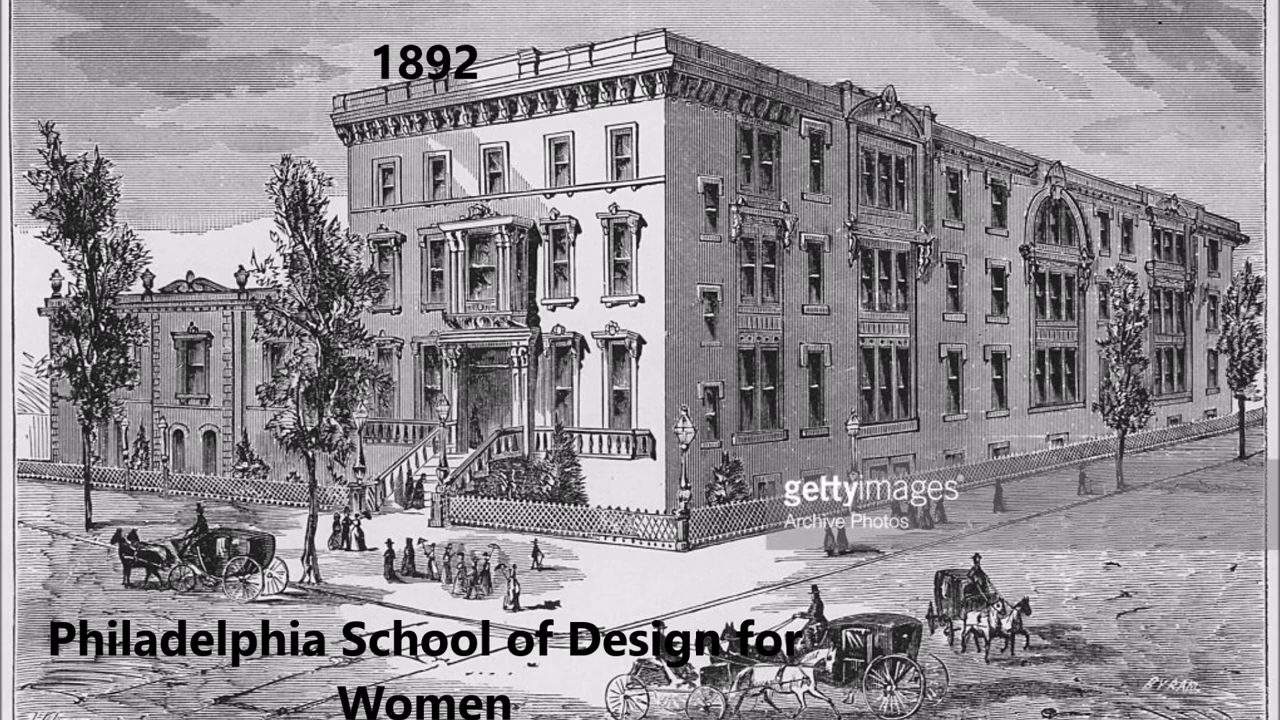 1892
gettyimages®
Archive Photos
Philadelphia School of Design for
Women